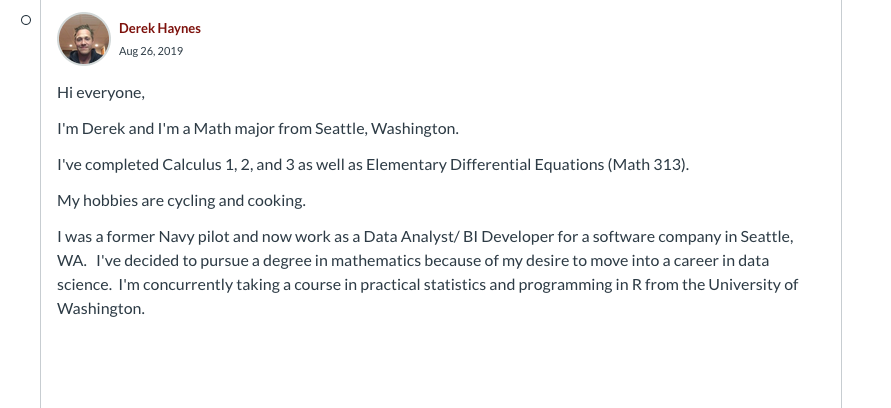 Derek Haynes
Aug 26, 2019
Hi everyone,
I'm Derek and I'm a Math major from Seattle, Washington.
I've completed Calculus 1, 2, and 3 as well as Elementary Differential Equations (Math 313).
My hobbies are cycling and cooking.
I was a former Navy pilot and now work as a Data Analyst/ BI Developer for a software company in Seattle,
WA.   I've decided to pursue a degree in mathematics because of my desire to move into a career in data
science.  I'm concurrently taking a course in practical statistics and programming in R from the University of
Washington.